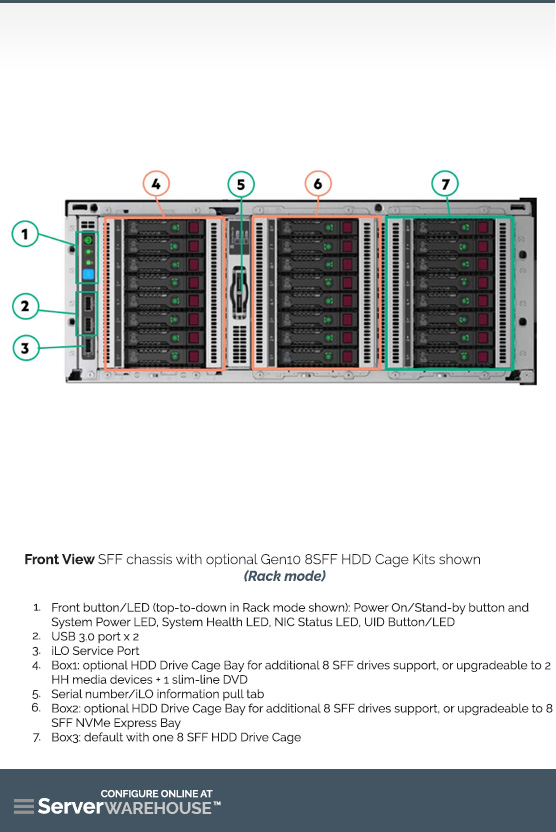 4
5
6
7
1
2
3
Front View SFF chassis with optional Gen10 8SFF HDD Cage Kits shown
(Rack mode)
1. Front button/LED (top-to-down in Rack mode shown): Power On/Stand-by button and
System Power LED, System Health LED, NIC Status LED, UID Button/LED
2. USB 3.0 port x 2
3. iLO Service Port
4. Box1: optional HDD Drive Cage Bay for additional 8 SFF drives support, or upgradeable to 2
HH media devices + 1 slim-line DVD
5. Serial number/iLO information pull tab
6. Box2: optional HDD Drive Cage Bay for additional 8 SFF drives support, or upgradeable to 8
SFF NVMe Express Bay
7. Box3: default with one 8 SFF HDD Drive Cage
CONFIGURE ONLINE AT
ServerWAREHOUSE™